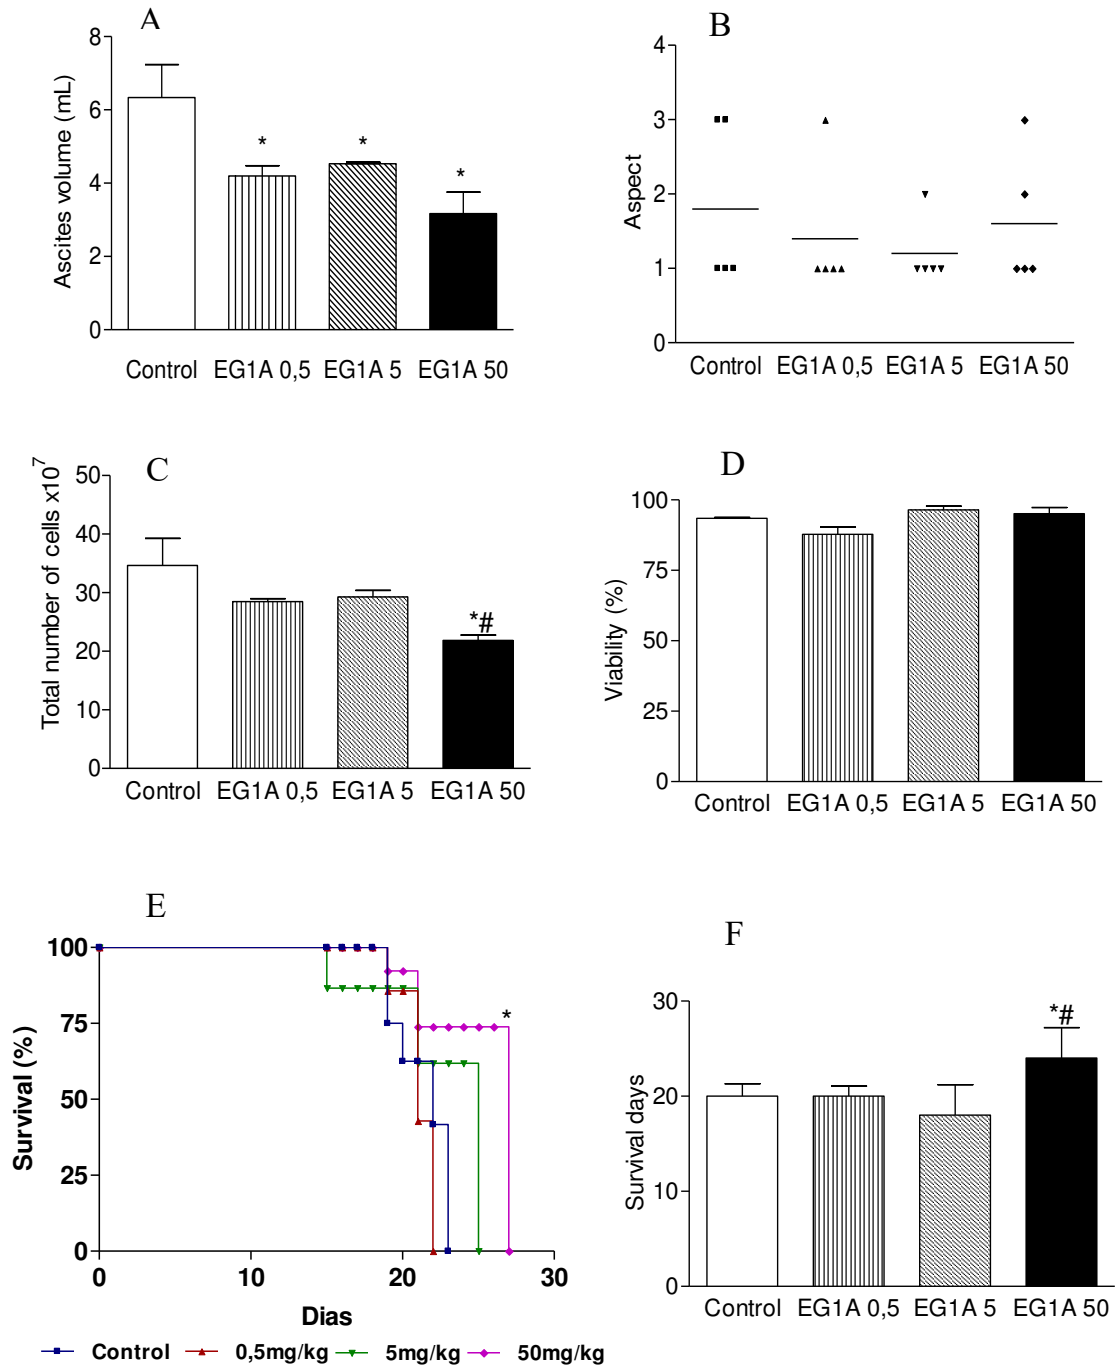 A
Ascites volume (mL)
8
6
4
2
0
*
*
*
Control EG1A 0,5 EG1A 5 EG1A 50
B
Aspect
4
3
2
1
0
Control EG1A 0,5 EG1A 5 EG1A 50
C
Total number of cells x10^7
50
40
30
20
10
0
*#
Control EG1A 0,5 EG1A 5 EG1A 50
D
Viability (%)
100
75
50
25
0
Control EG1A 0,5 EG1A 5 EG1A 50
E
Survival (%)
100
75
50
25
0
*
0 10 20 30
Dias
Control 0,5mg/kg 5mg/kg 50mg/kg
F
Survival days
30
20
10
0
*#
Control EG1A 0,5 EG1A 5 EG1A 50